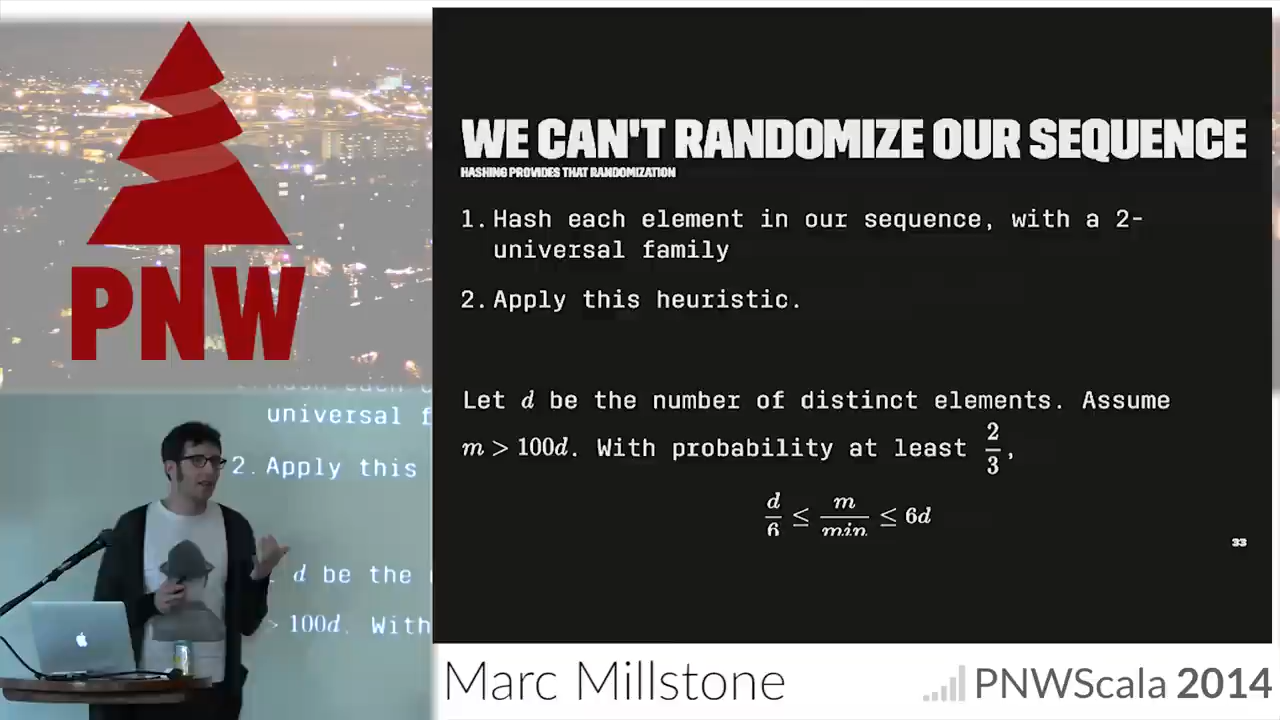 PNW
WE CAN'T RANDOMIZE OUR SEQUENCE
HASHING PROVIDES THAT RANDOMIZATION
1. Hash each element in our sequence, with a 2-
universal family
2. Apply this heuristic.
Let d be the number of distinct elements. Assume
m > 100d. With probability at least 2/3,
d/6 ≤ m/min ≤ 6d
33
universal f
2. Apply this
d be the
> 100d. With
Marc Millstone
PNWScala 2014